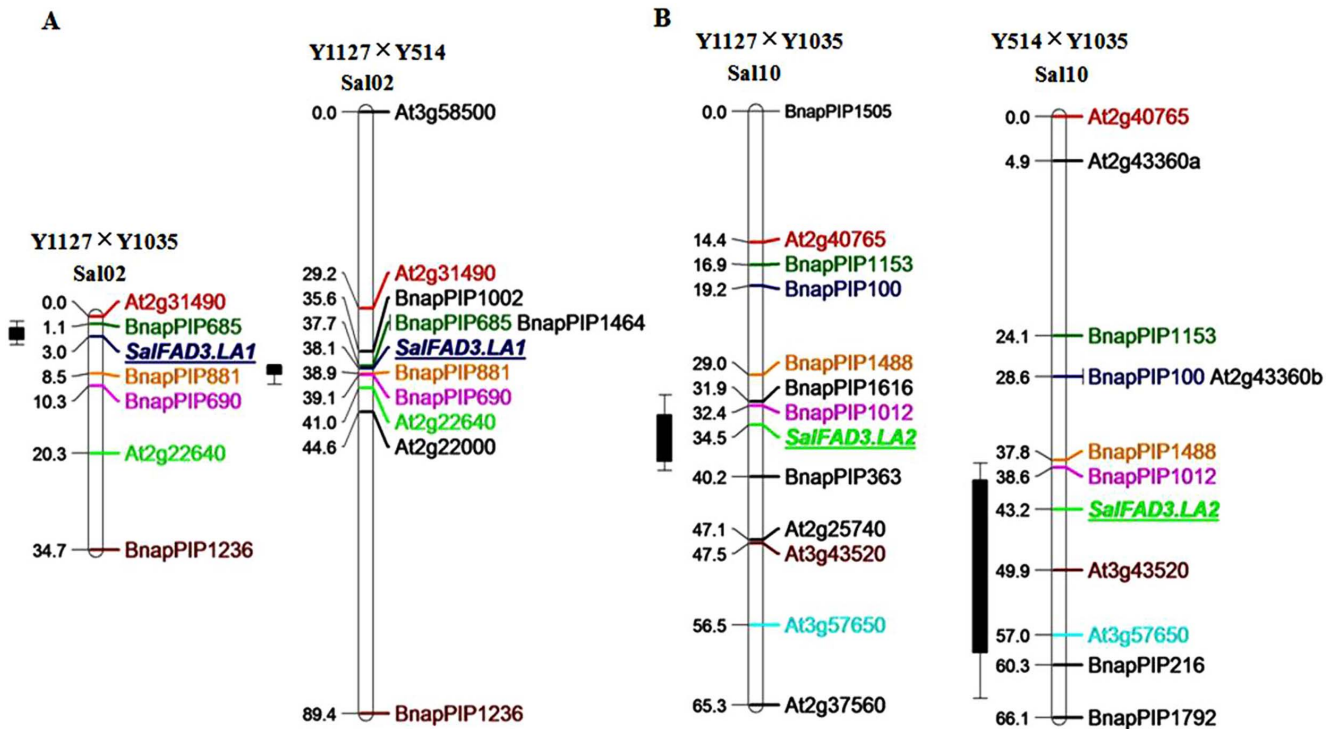 A
B
Y1127 × Y1035
Sal02
0.0 At2g31490
1.1 BnapPIP685
3.0 SalFAD3.LA1
8.5 BnapPIP881
10.3 BnapPIP690
20.3 At2g22640
34.7 BnapPIP1236
Y1127 × Y514
Sal02
0.0 At3g58500
29.2 At2g31490
35.6 BnapPIP1002
37.7 BnapPIP685 BnapPIP1464
38.1 SalFAD3.LA1
38.9 BnapPIP881
39.1 BnapPIP690
41.0 At2g22640
44.6 At2g22000
89.4 BnapPIP1236
Y1127 × Y1035
Sal10
0.0 BnapPIP1505
14.4 At2g40765
16.9 BnapPIP1153
19.2 BnapPIP100
29.0 BnapPIP1488
31.9 BnapPIP1616
32.4 BnapPIP1012
34.5 SalFAD3.LA2
40.2 BnapPIP363
47.1 At2g25740
47.5 At3g43520
56.5 At3g57650
65.3 At2g37560
Y514 × Y1035
Sal10
0.0 At2g40765
4.9 At2g43360a
24.1 BnapPIP1153
28.6 BnapPIP100 At2g43360b
37.8 BnapPIP1488
38.6 BnapPIP1012
43.2 SalFAD3.LA2
49.9 At3g43520
57.0 At3g57650
60.3 BnapPIP216
66.1 BnapPIP1792